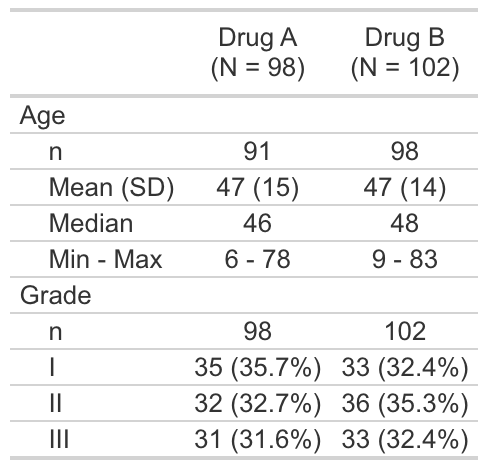 Drug A Drug B
(N = 98) (N = 102)
Age
n 91 98
Mean (SD) 47 (15) 47 (14)
Median 46 48
Min - Max 6 - 78 9 - 83
Grade
n 98 102
I 35 (35.7%) 33 (32.4%)
II 32 (32.7%) 36 (35.3%)
III 31 (31.6%) 33 (32.4%)